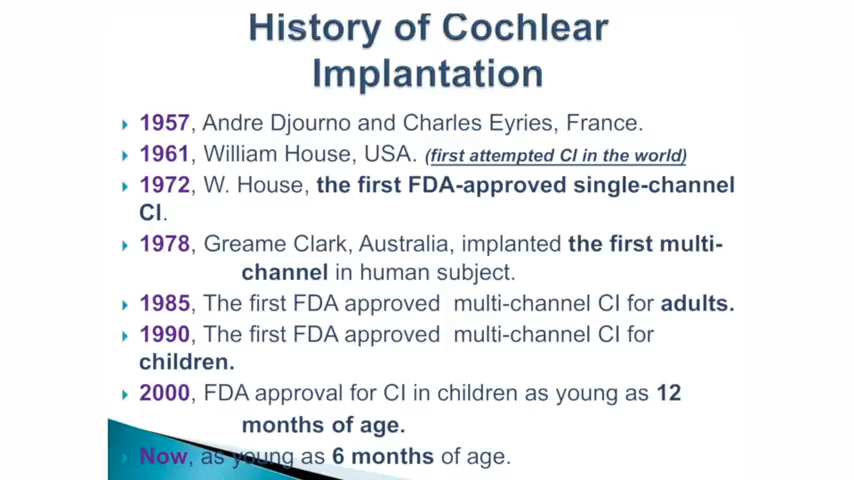 History of Cochlear
Implantation
1957, Andre Djourno and Charles Eyries, France.
1961, William House, USA. (first attempted CI in the world)
1972, W. House, the first FDA-approved single-channel
CI.
1978, Greame Clark, Australia, implanted the first multi-
channel in human subject.
1985, The first FDA approved multi-channel CI for adults.
1990, The first FDA approved multi-channel CI for
children.
2000, FDA approval for CI in children as young as 12
months of age.
Now, as young as 6 months of age.